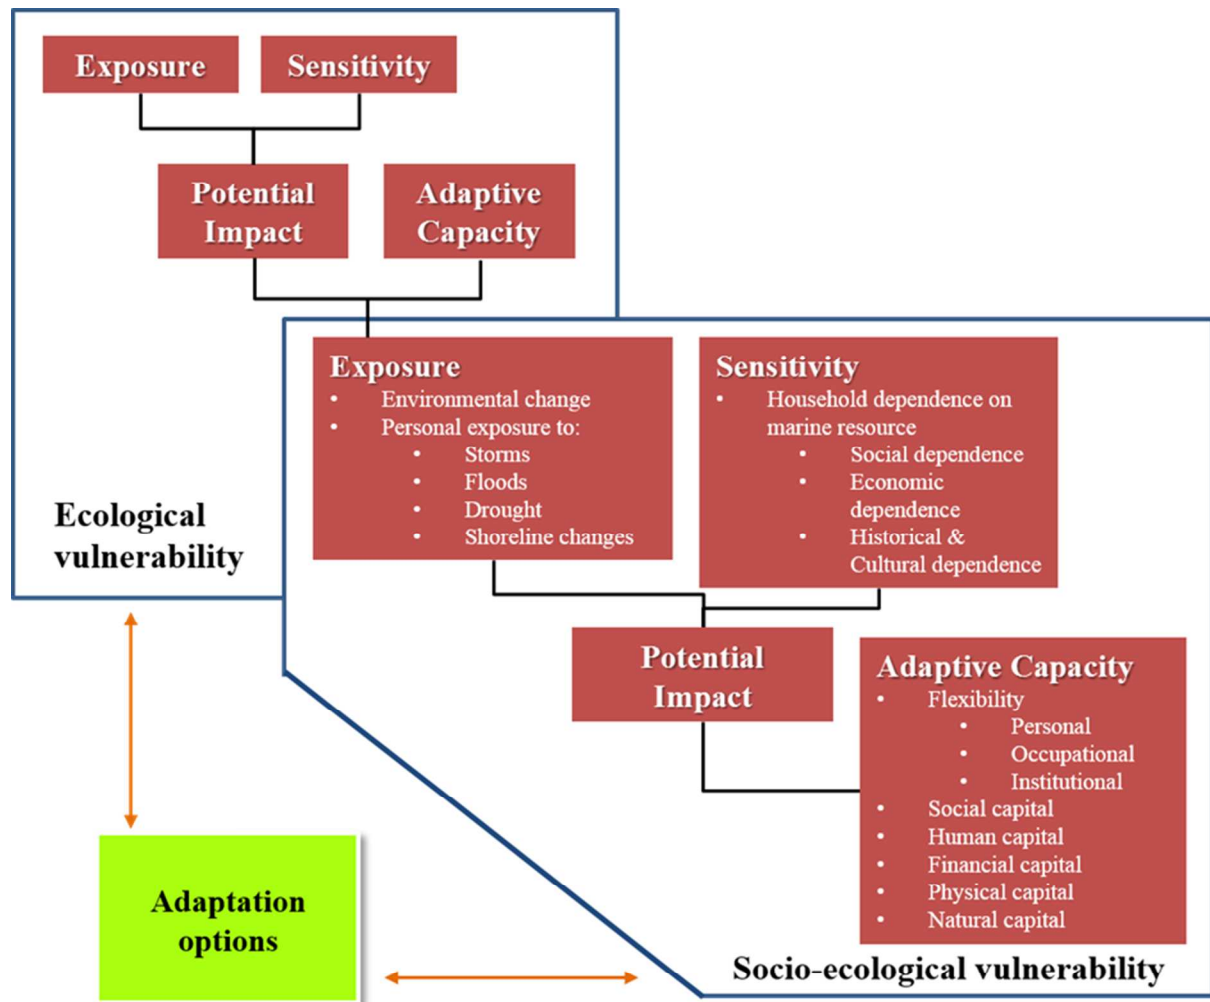 Exposure
Sensitivity
Potential
Impact
Adaptive
Capacity
Ecological
vulnerability
Exposure
• Environmental change
• Personal exposure to:
• Storms
• Floods
• Drought
• Shoreline changes
Sensitivity
• Household dependence on
marine resource
• Social dependence
• Economic
dependence
• Historical &
Cultural dependence
Potential
Impact
Adaptive Capacity
• Flexibility
• Personal
• Occupational
• Institutional
• Social capital
• Human capital
• Financial capital
• Physical capital
• Natural capital
Socio-ecological vulnerability
Adaptation
options